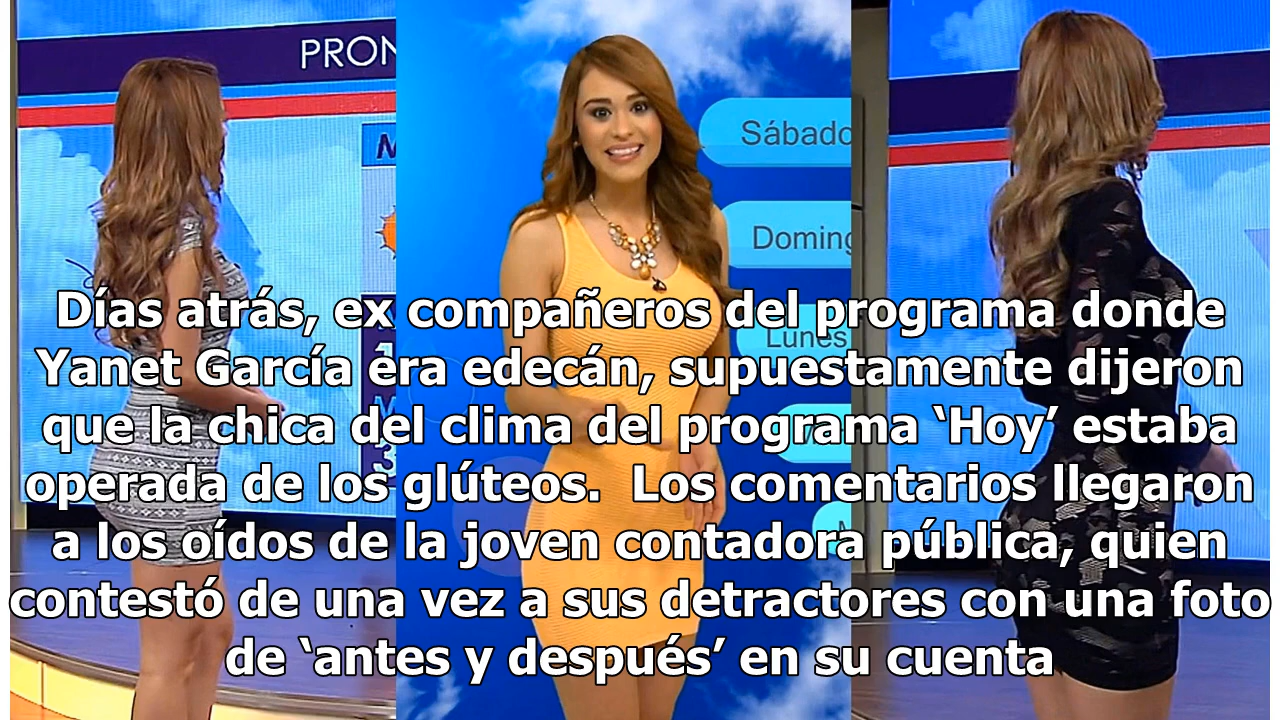 PRON
Sábado
Doming
Lunes
Días atrás, ex compañeros del programa donde
Yanet García era edecán, supuestamente dijeron
que la chica del clima del programa ‘Hoy’ estaba
operada de los glúteos.  Los comentarios llegaron
a los oídos de la joven contadora pública, quien
contestó de una vez a sus detractores con una foto
de ‘antes y después’ en su cuenta